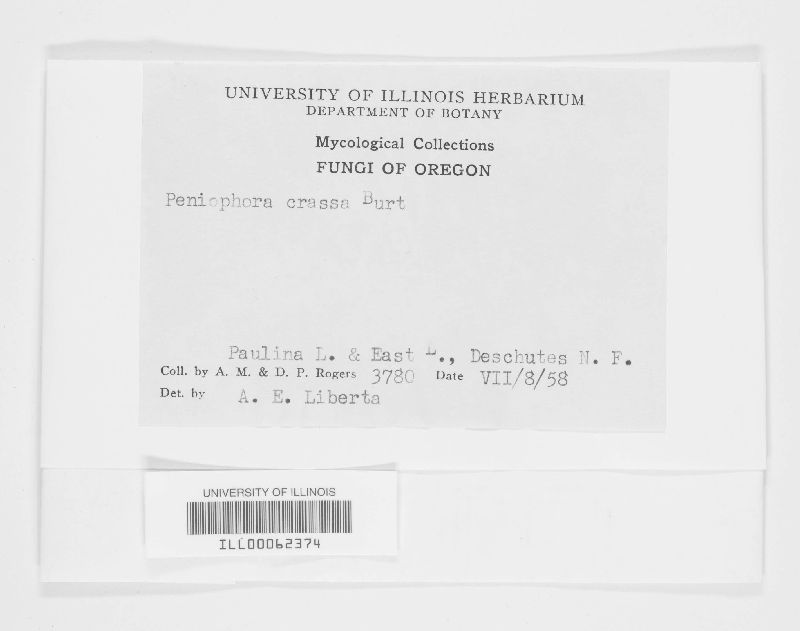 UNIVERSITY OF ILLINOIS HERBARIUM
DEPARTMENT OF BOTANY
Mycological Collections
FUNGI OF OREGON
Peniophora crassa Burt
Paulina L. & East L., Deschutes N. F.
Coll. by A. M. & D. P. Rogers 3780 Date VII/8/58
Det. by A. E. Liberta
UNIVERSITY OF ILLINOIS
ILL00062374